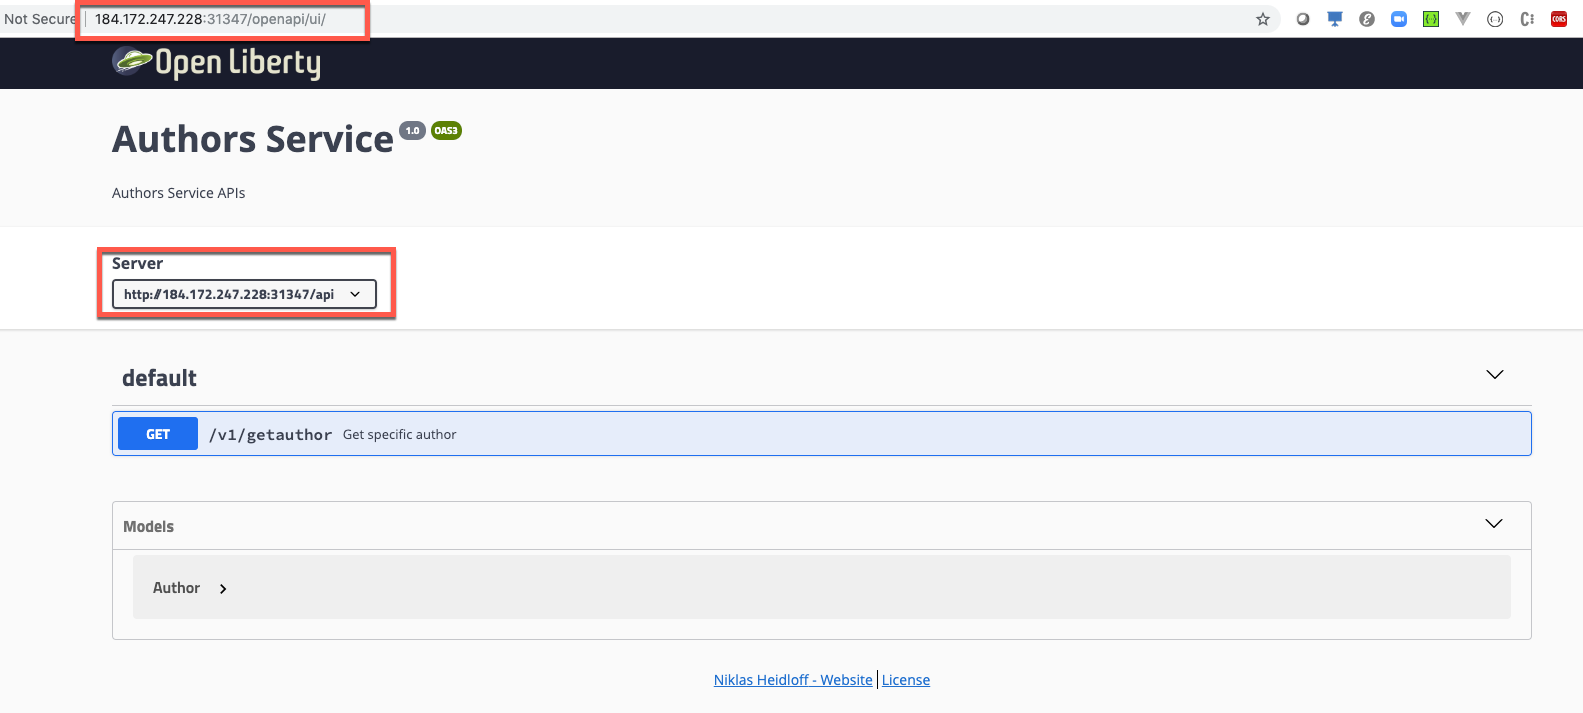 Not Secure 184.172.247.228:31347/openapi/ui/
CORS
Open Liberty
Authors Service 1.0 OAS3
Authors Service APIs
Server
http://184.172.247.228:31347/api
default
GET /v1/getauthor Get specific author
Models
Author
Niklas Heidloff - Website License